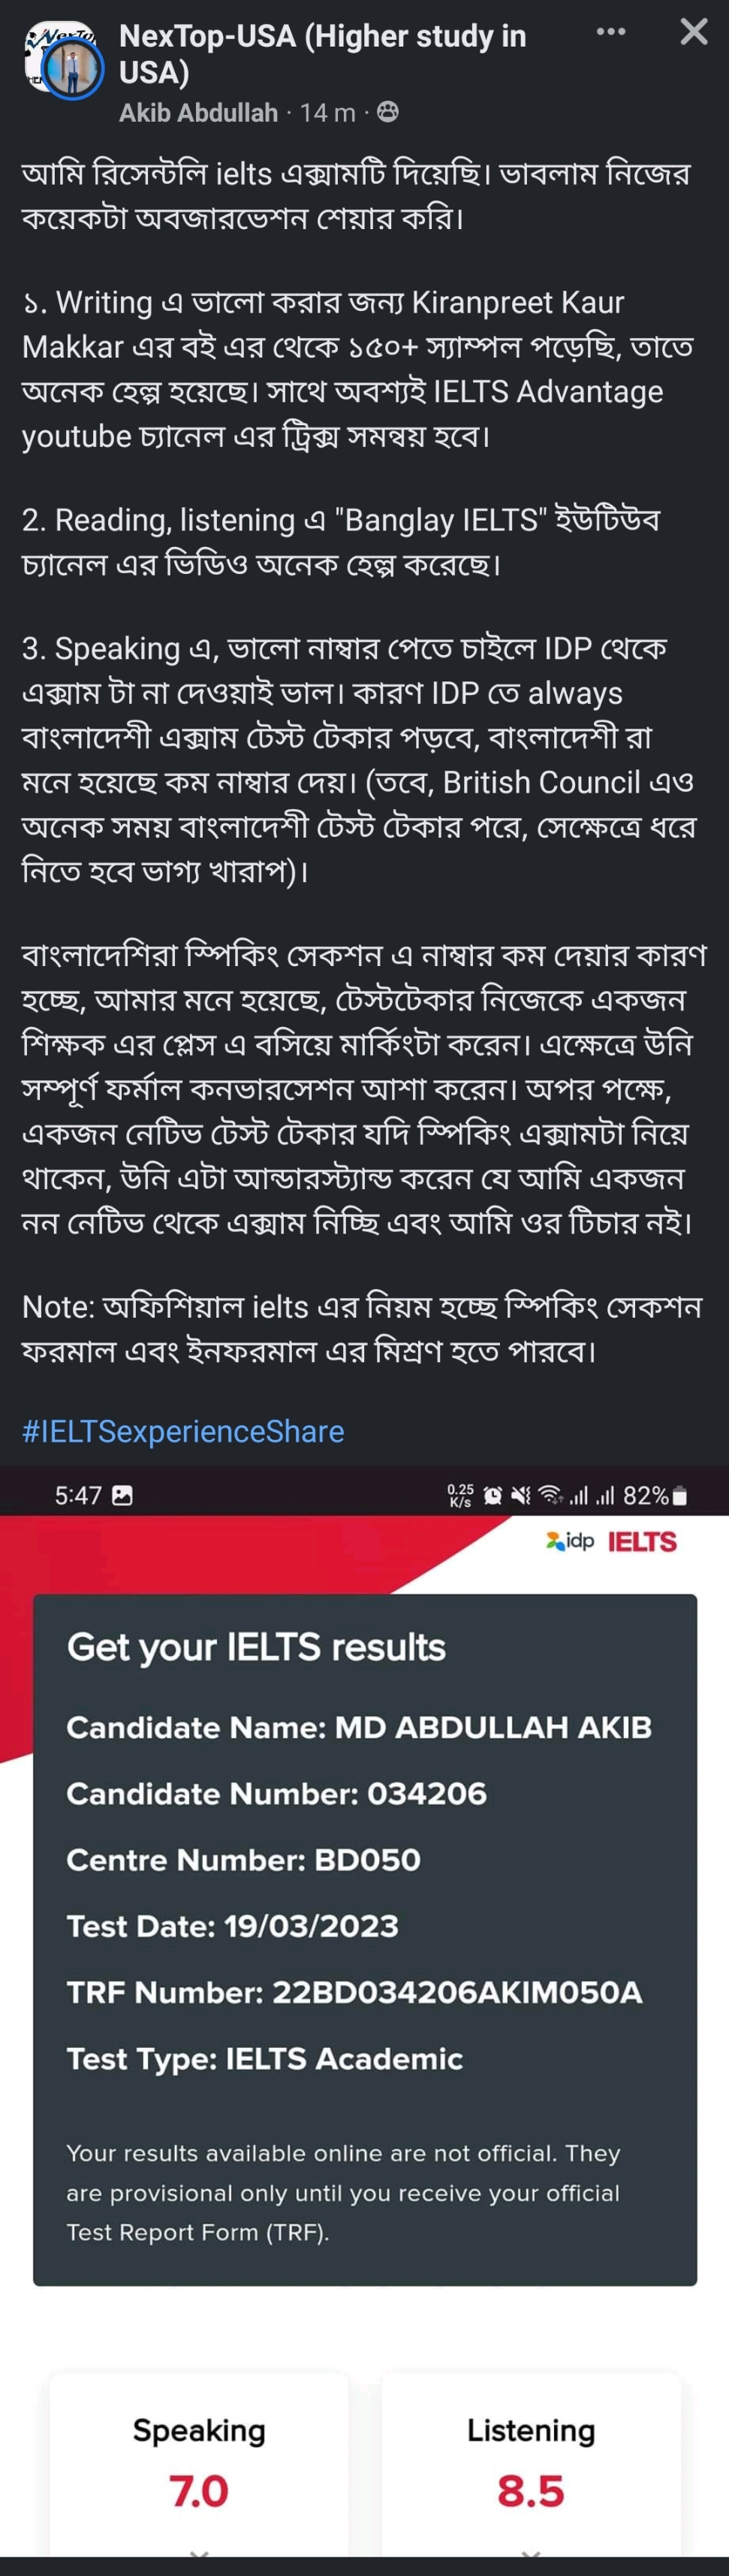 NexTop-USA (Higher study in
USA)
Akib Abdullah · 14 m ·
আমি রিসেন্টলি ielts এক্সামটি দিয়েছি। ভাবলাম নিজের
কয়েকটা অবজারভেশন শেয়ার করি।
১. Writing এ ভালো করার জন্য Kiranpreet Kaur
Makkar এর বই এর থেকে ১৫০+ স্যাম্পল পড়েছি, তাতে
অনেক হেল্প হয়েছে। সাথে অবশ্যই IELTS Advantage
youtube চ্যানেল এর ট্রিক্স সমন্বয় হবে।
2. Reading, listening এ "Banglay IELTS" ইউটিউব
চ্যানেল এর ভিডিও অনেক হেল্প করেছে।
3. Speaking এ, ভালো নাম্বার পেতে চাইলে IDP থেকে
এক্সাম টা না দেওয়াই ভাল। কারণ IDP তে always
বাংলাদেশী এক্সাম টেস্ট টেকার পড়বে, বাংলাদেশী রা
মনে হয়েছে কম নাম্বার দেয়। (তবে, British Council এও
অনেক সময় বাংলাদেশী টেস্ট টেকার পরে, সেক্ষেত্রে ধরে
নিতে হবে ভাগ্য খারাপ)।
বাংলাদেশিরা স্পিকিং সেকশন এ নাম্বার কম দেয়ার কারণ
হচ্ছে, আমার মনে হয়েছে, টেস্টটেকার নিজেকে একজন
শিক্ষক এর প্লেস এ বসিয়ে মার্কিংটা করেন। এক্ষেত্রে উনি
সম্পূর্ণ ফর্মাল কনভারসেশন আশা করেন। অপর পক্ষে,
একজন নেটিভ টেস্ট টেকার যদি স্পিকিং এক্সামটা নিয়ে
থাকেন, উনি এটা আন্ডারস্ট্যান্ড করেন যে আমি একজন
নন নেটিভ থেকে এক্সাম নিচ্ছি এবং আমি ওর টিচার নই।
Note: অফিশিয়াল ielts এর নিয়ম হচ্ছে স্পিকিং সেকশন
ফরমাল এবং ইনফরমাল এর মিশ্রণ হতে পারবে।
#IELTSexperienceShare
5:47 0.25 K/s 82%
idp IELTS
Get your IELTS results
Candidate Name: MD ABDULLAH AKIB
Candidate Number: 034206
Centre Number: BD050
Test Date: 19/03/2023
TRF Number: 22BD034206AKIM050A
Test Type: IELTS Academic
Your results available online are not official. They
are provisional only until you receive your official
Test Report Form (TRF).
Speaking Listening
7.0 8.5